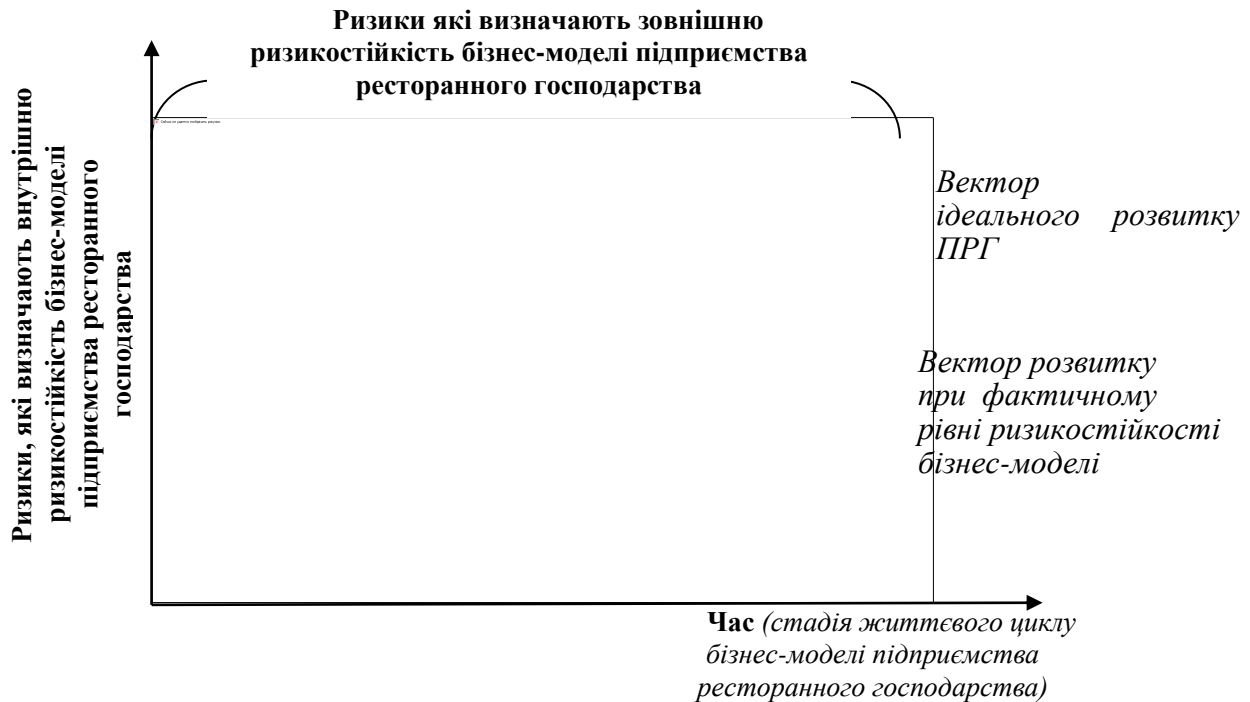 Ризики які визначають зовнішню
ризикостійкість бізнес-моделі підприємства
ресторанного господарства
Ризики, які визначають внутрішню
ризикостійкість бізнес-моделі
підприємства ресторанного
господарства
Вектор
ідеального розвитку
ПРГ
Вектор розвитку
при фактичному
рівні ризикостійкості
бізнес-моделі
Час (стадія життєвого циклу
бізнес-моделі підприємства
ресторанного господарства)